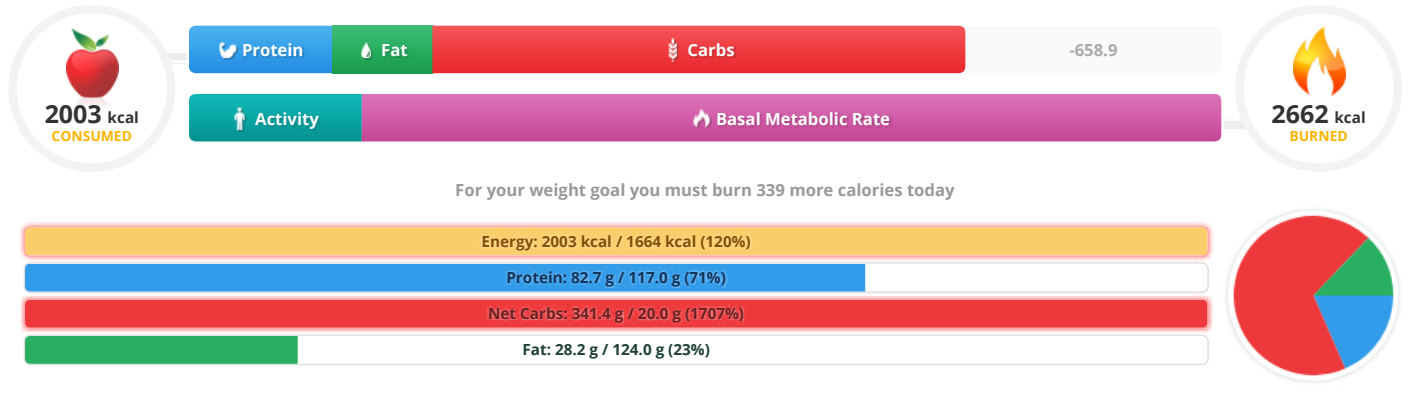 2003 kcal
CONSUMED
Protein Fat Carbs -658.9
Activity Basal Metabolic Rate
2662 kcal
BURNED
For your weight goal you must burn 339 more calories today
Energy: 2003 kcal / 1664 kcal (120%)
Protein: 82.7 g / 117.0 g (71%)
Net Carbs: 341.4 g / 20.0 g (1707%)
Fat: 28.2 g / 124.0 g (23%)